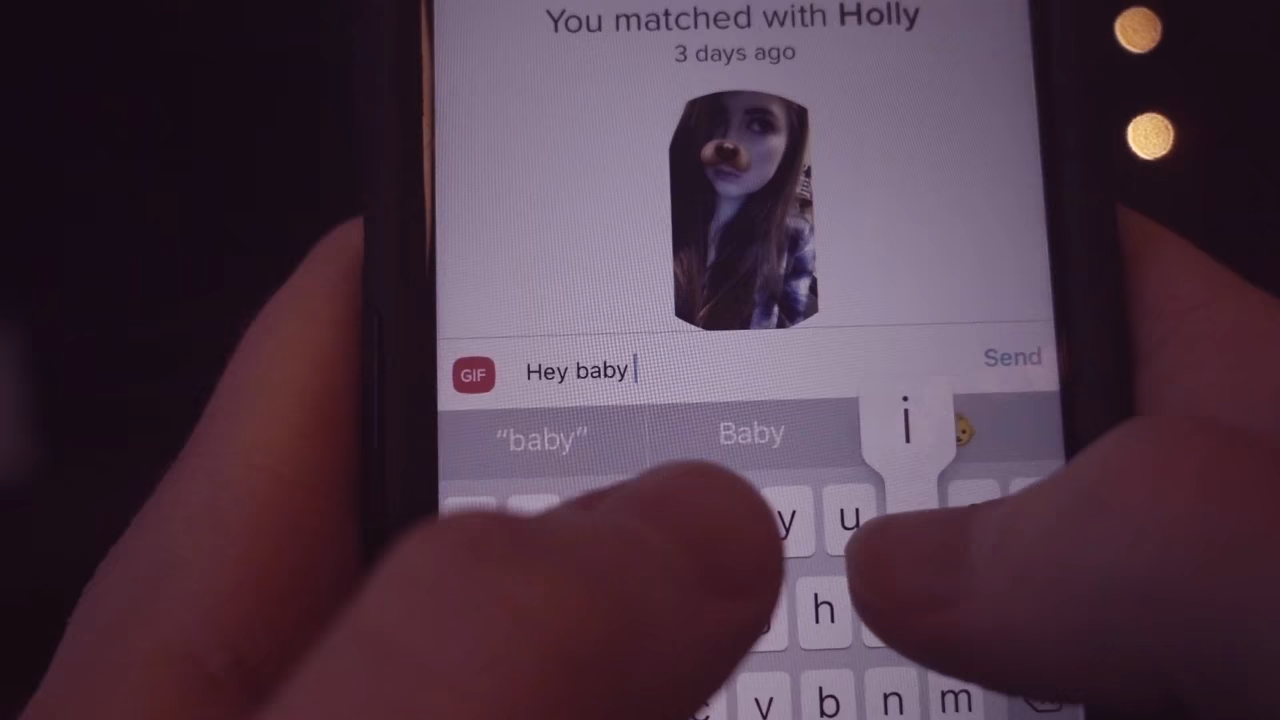 You matched with Holly
3 days ago
GIF
Hey baby
Send
“baby”
Baby
i
y
u
h
v
b
n
m